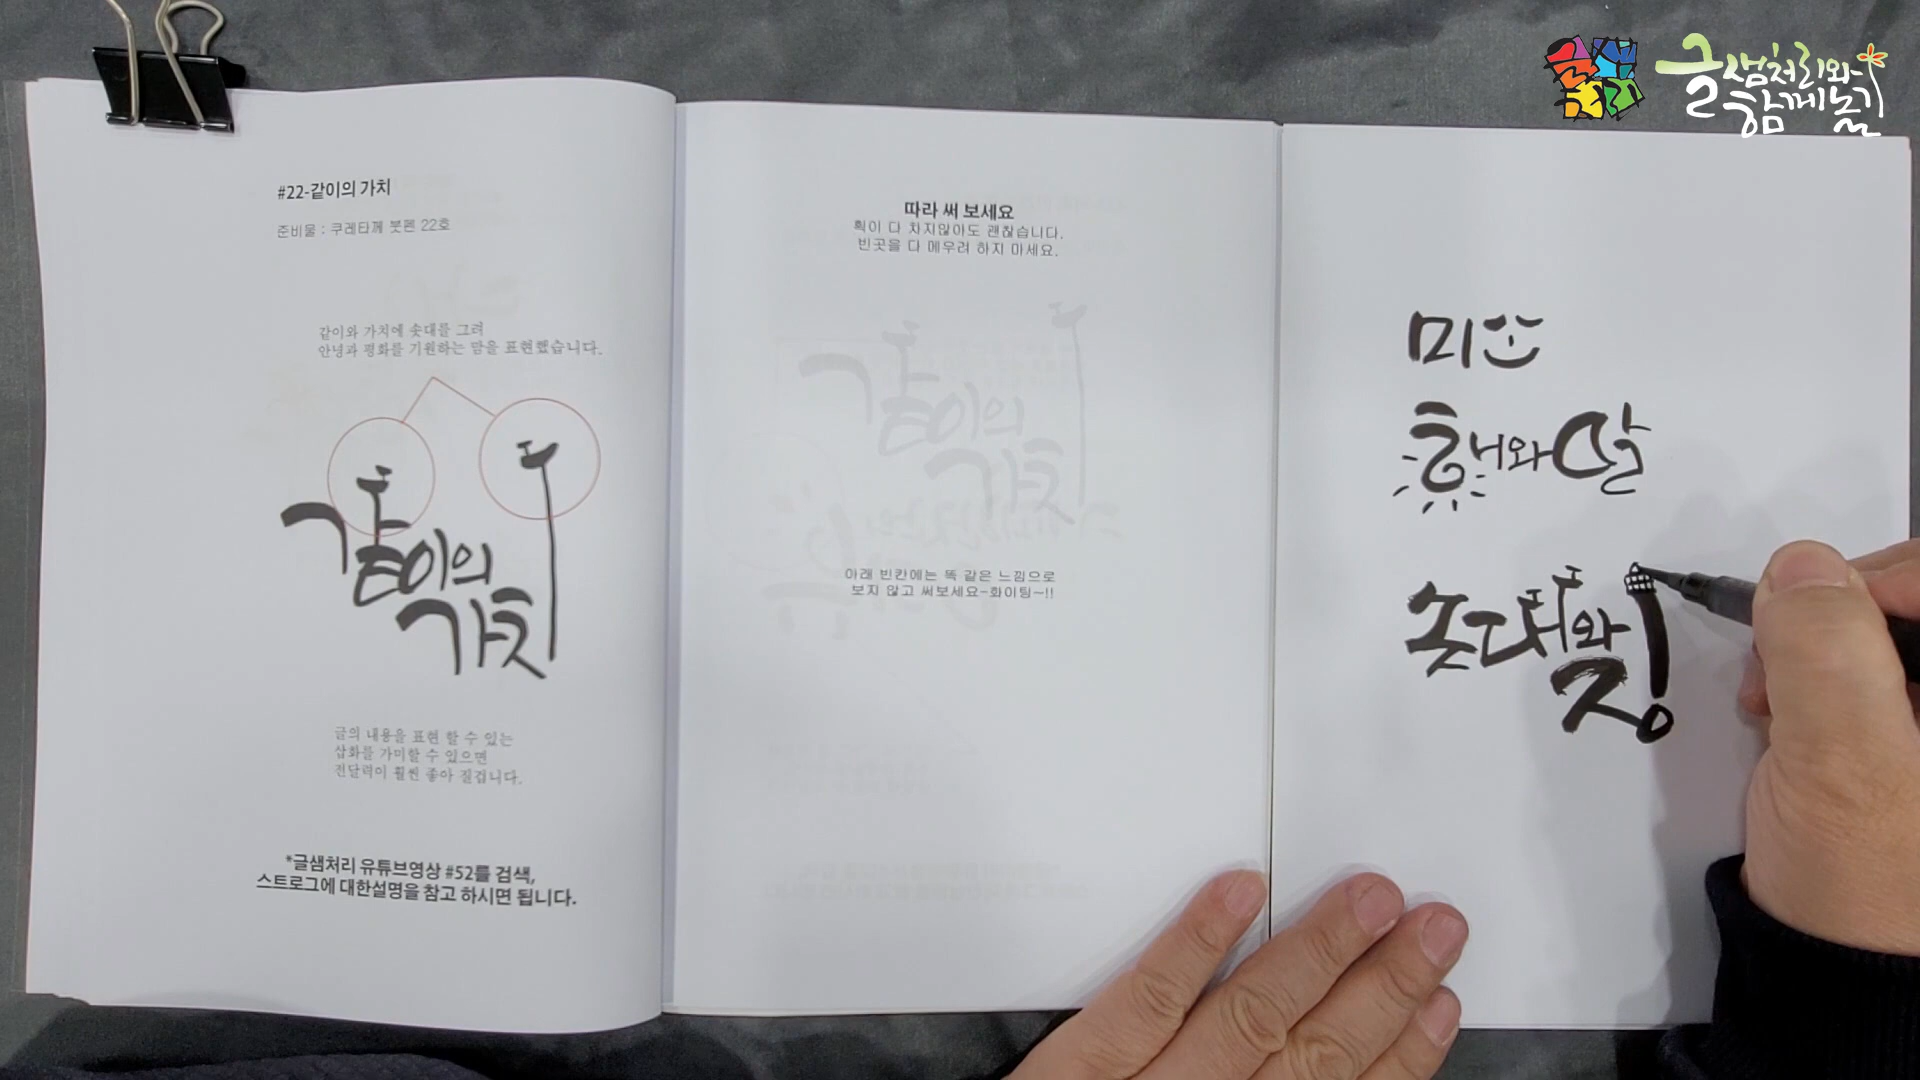 글샘처리와
함께놀기
#22-같이의 가치
준비물 : 쿠레타케 붓펜 22호
같이와 가치에 솟대를 그려
안녕과 평화를 기원하는 맘을 표현했습니다.
같이의
가치
글의 내용을 표현 할 수 있는
삽화를 가미할 수 있으면
전달력이 훨씬 좋아 질겁니다.
*글샘처리 유튜브영상 #52를 검색,
스트로그에 대한설명을 참고 하시면 됩니다.
따라 써 보세요
획이 다 차지않아도 괜찮습니다.
빈곳을 다 메우려 하지 마세요.
같이의
가치
아래 빈칸에는 똑 같은 느낌으로
보지 않고 써보세요~화이팅~!!
미소
해와 달
솟대와
징